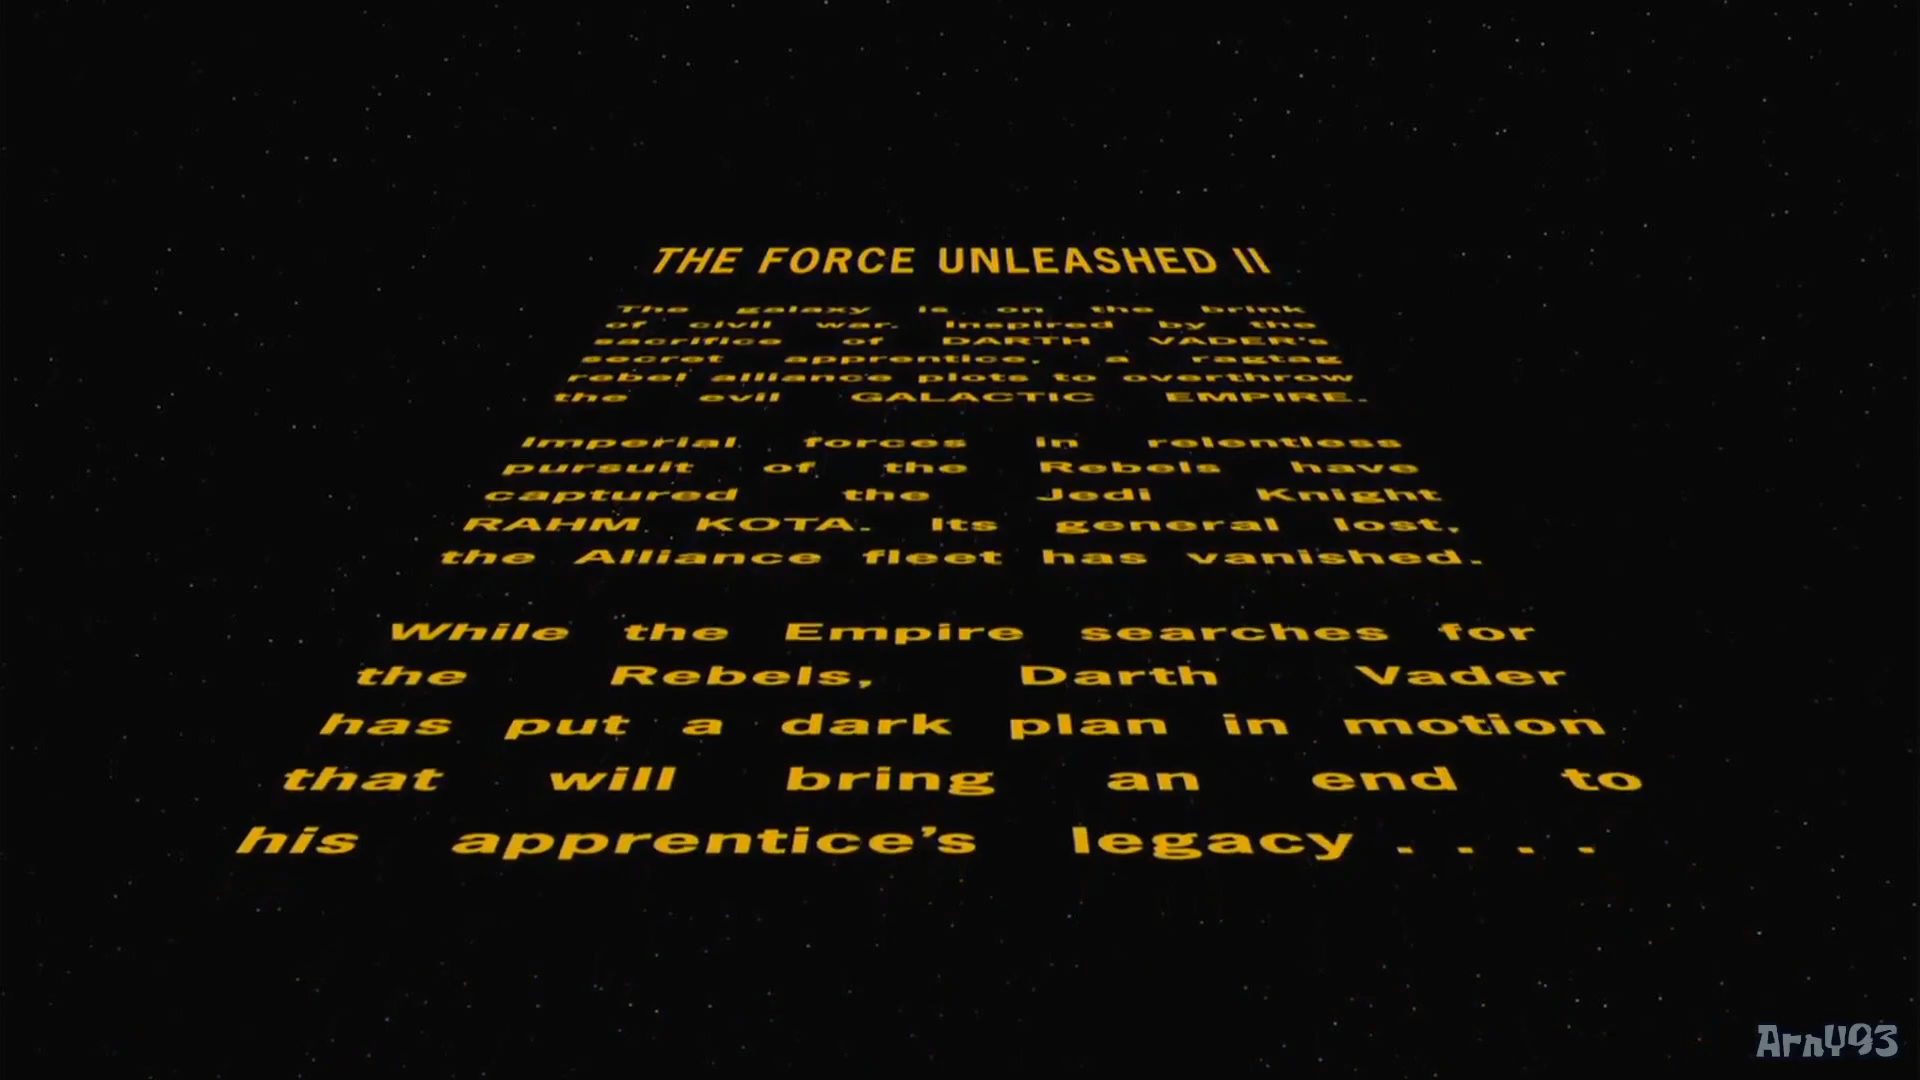 THE FORCE UNLEASHED II
The galaxy is on the brink
of civil war. Inspired by the
sacrifice of DARTH VADER's
secret apprentice, a ragtag
rebel alliance plots to overthrow
the evil GALACTIC EMPIRE.
Imperial forces in relentless
pursuit of the Rebels have
captured the Jedi Knight
RAHM KOTA. Its general lost,
the Alliance fleet has vanished.
While the Empire searches for
the Rebels, Darth Vader
has put a dark plan in motion
that will bring an end to
his apprentice’s legacy . . . .
Arny93